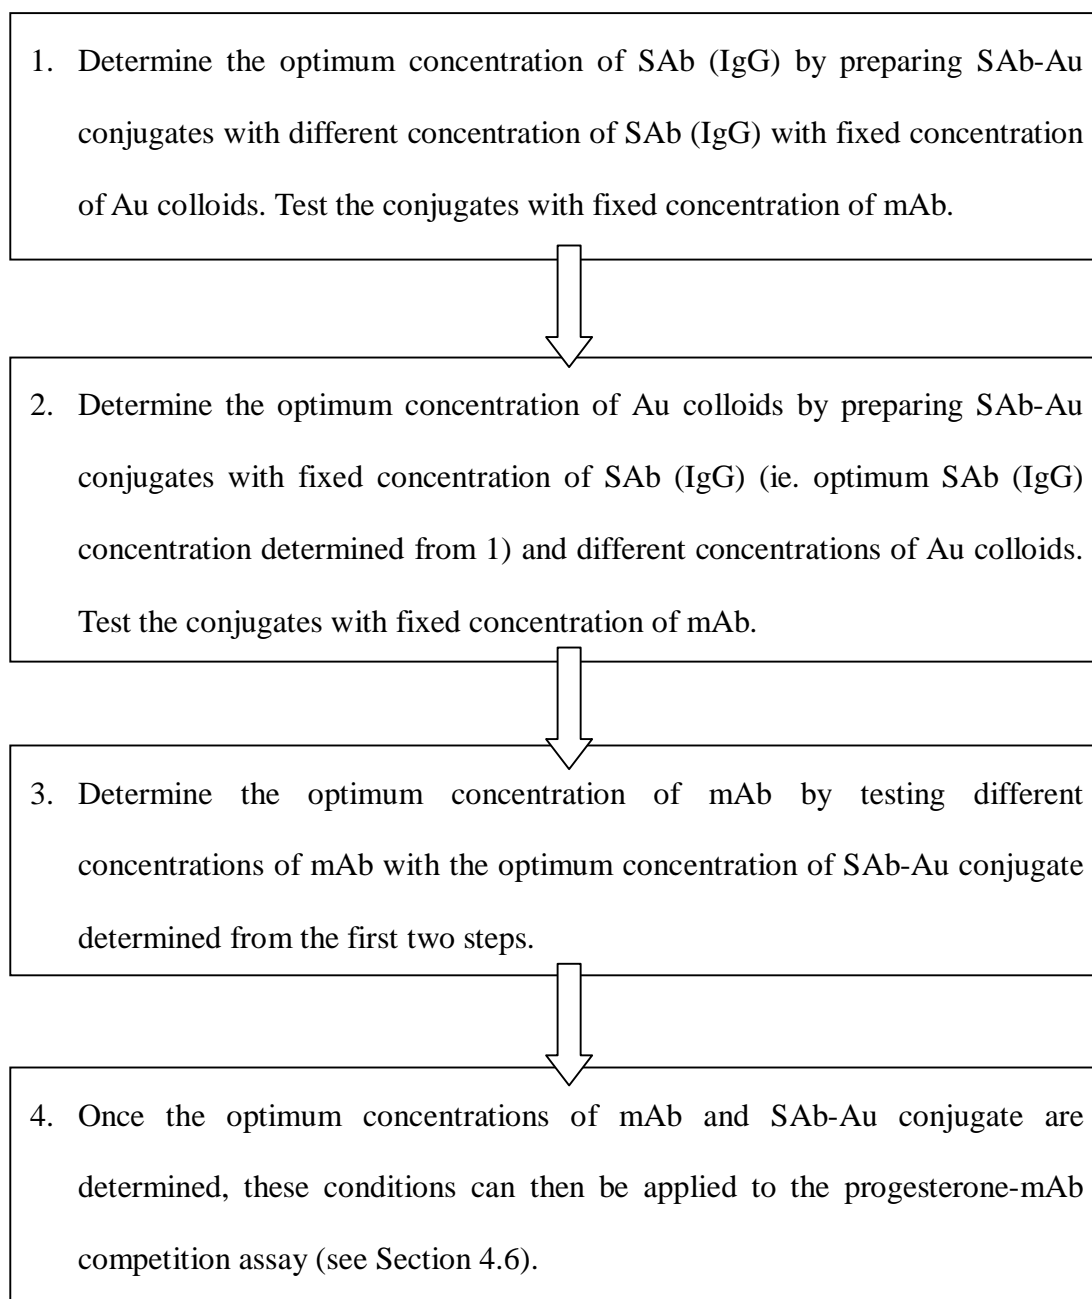 1. Determine the optimum concentration of SAb (IgG) by preparing SAb-Au
conjugates with different concentration of SAb (IgG) with fixed concentration
of Au colloids. Test the conjugates with fixed concentration of mAb.
2. Determine the optimum concentration of Au colloids by preparing SAb-Au
conjugates with fixed concentration of SAb (IgG) (ie. optimum SAb (IgG)
concentration determined from 1) and different concentrations of Au colloids.
Test the conjugates with fixed concentration of mAb.
3. Determine the optimum concentration of mAb by testing different
concentrations of mAb with the optimum concentration of SAb-Au conjugate
determined from the first two steps.
4. Once the optimum concentrations of mAb and SAb-Au conjugate are
determined, these conditions can then be applied to the progesterone-mAb
competition assay (see Section 4.6).